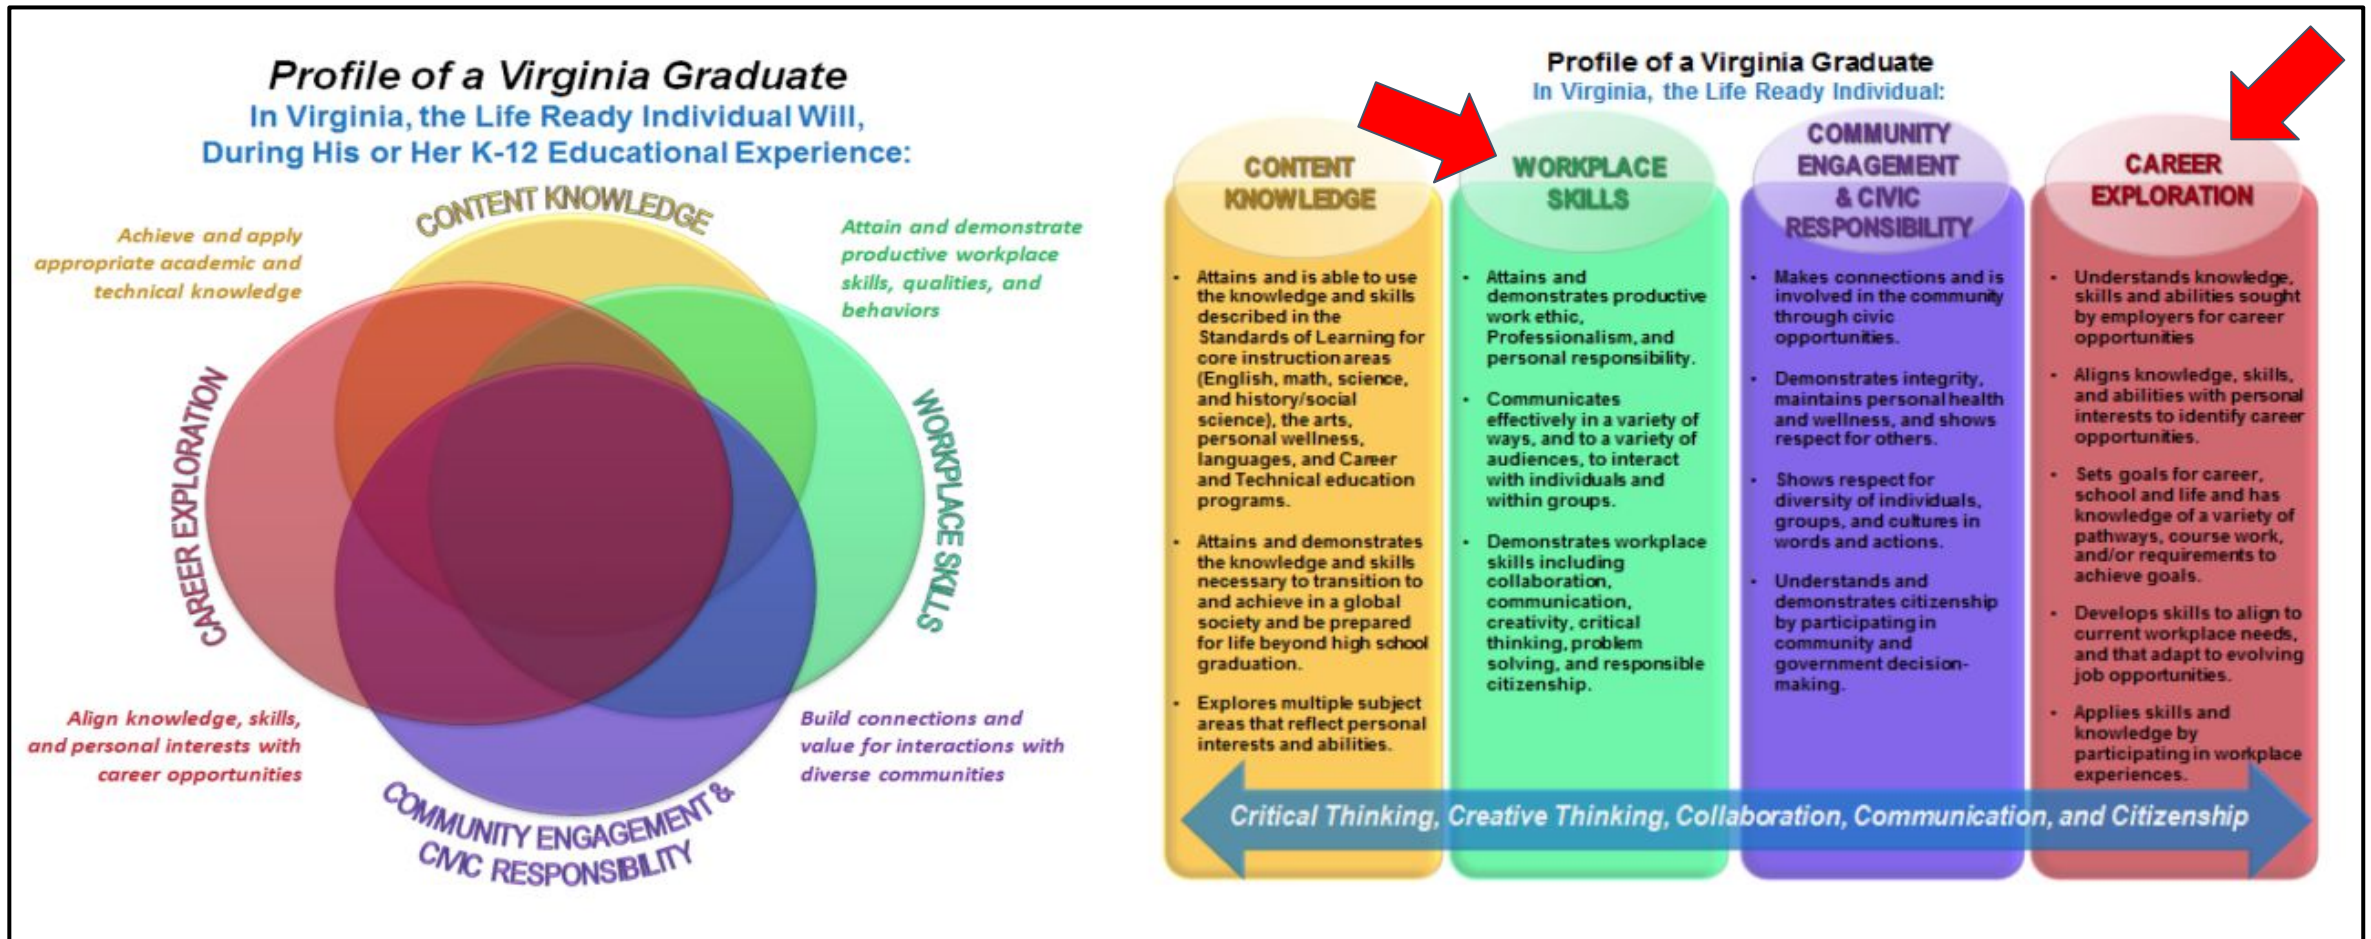 Profile of a Virginia Graduate
In Virginia, the Life Ready Individual Will,
During His or Her K-12 Educational Experience:
CONTENT KNOWLEDGE
Achieve and apply
appropriate academic and
technical knowledge
Attain and demonstrate
productive workplace
skills, qualities, and
behaviors
CAREER EXPLORATION
WORKPLACE SKILLS
Align knowledge, skills,
and personal interests with
career opportunities
Build connections and
value for interactions with
diverse communities
COMMUNITY ENGAGEMENT &
CIVIC RESPONSIBILITY
Profile of a Virginia Graduate
In Virginia, the Life Ready Individual:
CONTENT
KNOWLEDGE
• Attains and is able to use
the knowledge and skills
described in the
Standards of Learning for
core instruction areas
(English, math, science,
and history/social
science), the arts,
personal wellness,
languages, and Career
and Technical education
programs.
• Attains and demonstrates
the knowledge and skills
necessary to transition to
and achieve in a global
society and be prepared
for life beyond high school
graduation.
• Explores multiple subject
areas that reflect personal
interests and abilities.
WORKPLACE
SKILLS
• Attains and
demonstrates productive
work ethic,
Professionalism, and
personal responsibility.
• Communicates
effectively in a variety of
ways, and to a variety of
audiences, to interact
with individuals and
within groups.
• Demonstrates workplace
skills including
collaboration,
communication,
creativity, critical
thinking, problem
solving, and responsible
citizenship.
COMMUNITY
ENGAGEMENT
& CIVIC
RESPONSIBILITY
• Makes connections and is
involved in the community
through civic
opportunities.
• Demonstrates integrity,
maintains personal health
and wellness, and shows
respect for others.
• Shows respect for
diversity of individuals,
groups, and cultures in
words and actions.
• Understands and
demonstrates citizenship
by participating in
community and
government decision-
making.
CAREER
EXPLORATION
• Understands knowledge,
skills and abilities sought
by employers for career
opportunities
• Aligns knowledge, skills,
and abilities with personal
interests to identify career
opportunities.
• Sets goals for career,
school and life and has
knowledge of a variety of
pathways, course work,
and/or requirements to
achieve goals.
• Develops skills to align to
current workplace needs,
and that adapt to evolving
job opportunities.
• Applies skills and
knowledge by
participating in workplace
experiences.
Critical Thinking, Creative Thinking, Collaboration, Communication, and Citizenship